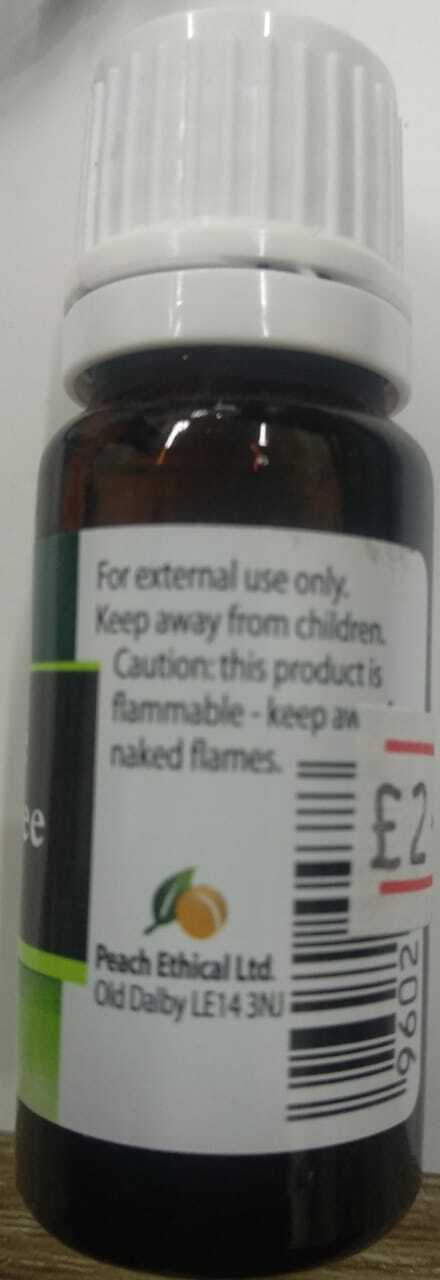 For external use only.
Keep away from children.
Caution: this product is
flammable - keep aw
naked flames.
£2
ee
Peach Ethical Ltd.
Old Dalby LE14 3NJ
9602